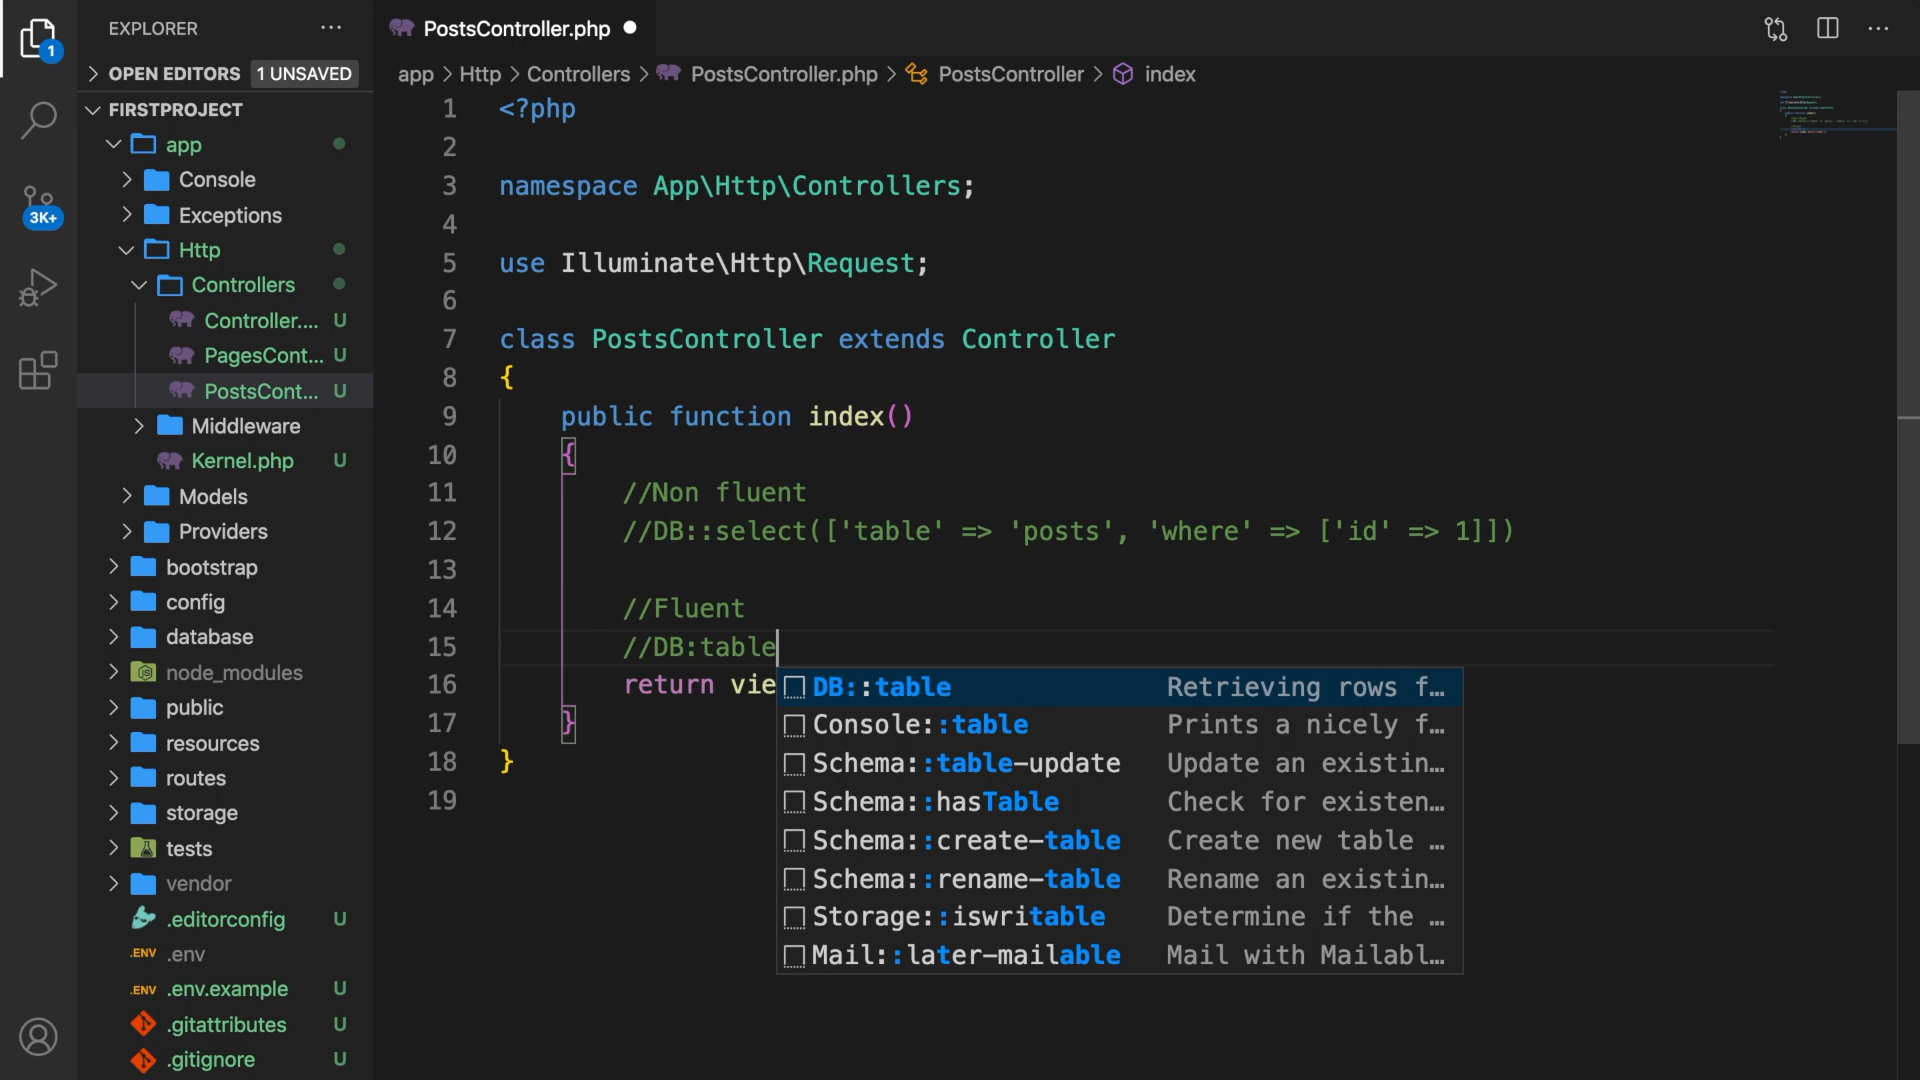 EXPLORER
OPEN EDITORS 1 UNSAVED
FIRSTPROJECT
app
Console
Exceptions
Http
Controllers
Controller.... U
PagesCont... U
PostsCont... U
Middleware
Kernel.php U
Models
Providers
bootstrap
config
database
node_modules
public
resources
routes
storage
tests
vendor
.editorconfig U
.ENV .env
.ENV .env.example U
.gitattributes U
.gitignore U
1
3K+
PostsController.php
app > Http > Controllers > PostsController.php > PostsController > index
1 <?php
2
3 namespace App\Http\Controllers;
4
5 use Illuminate\Http\Request;
6
7 class PostsController extends Controller
8 {
9 public function index()
10 {
11 //Non fluent
12 //DB::select(['table' => 'posts', 'where' => ['id' => 1]])
13
14 //Fluent
15 //DB:table
16 return vie
17 }
18 }
19
DB::table Retrieving rows f…
Console::table Prints a nicely f…
Schema::table-update Update an existin…
Schema::hasTable Check for existen…
Schema::create-table Create new table …
Schema::rename-table Rename an existin…
Storage::iswritable Determine if the …
Mail::later-mailable Mail with Mailabl…